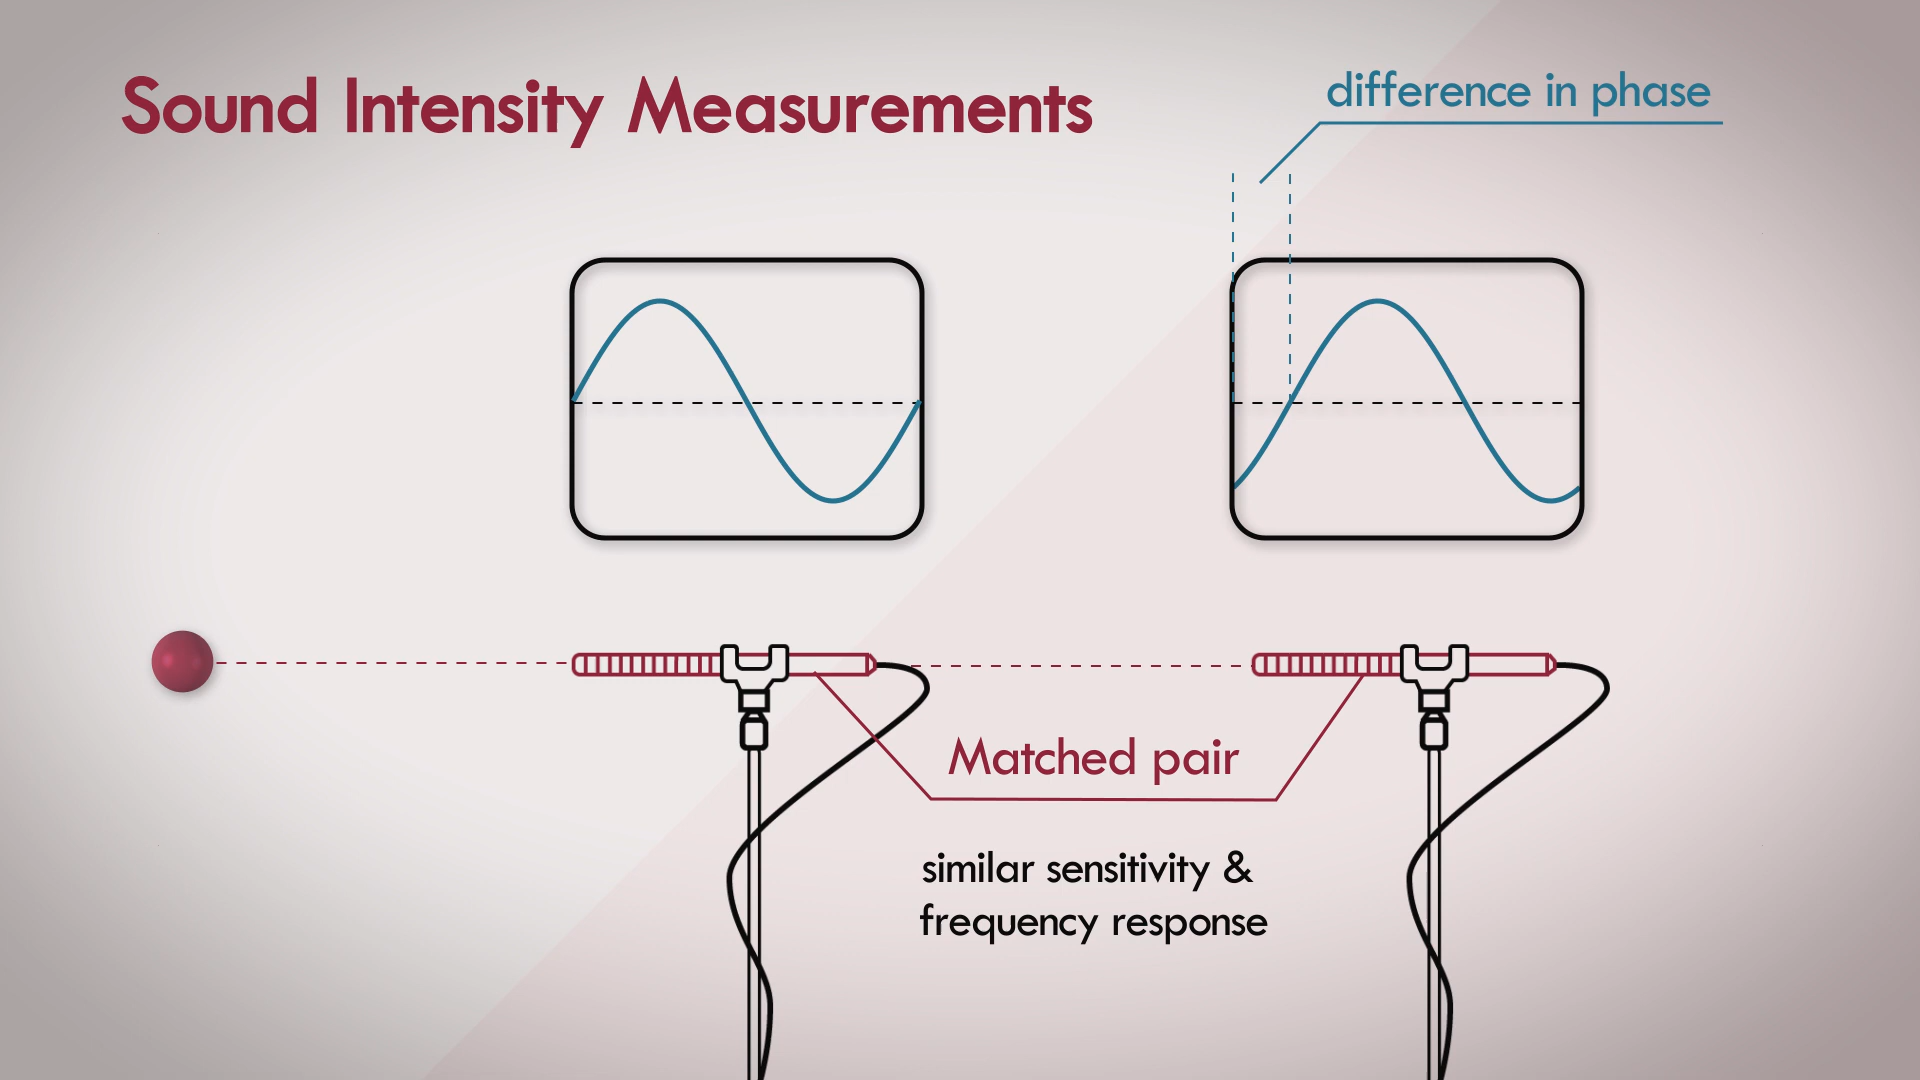 Sound Intensity Measurements
difference in phase
Matched pair
similar sensitivity &
frequency response